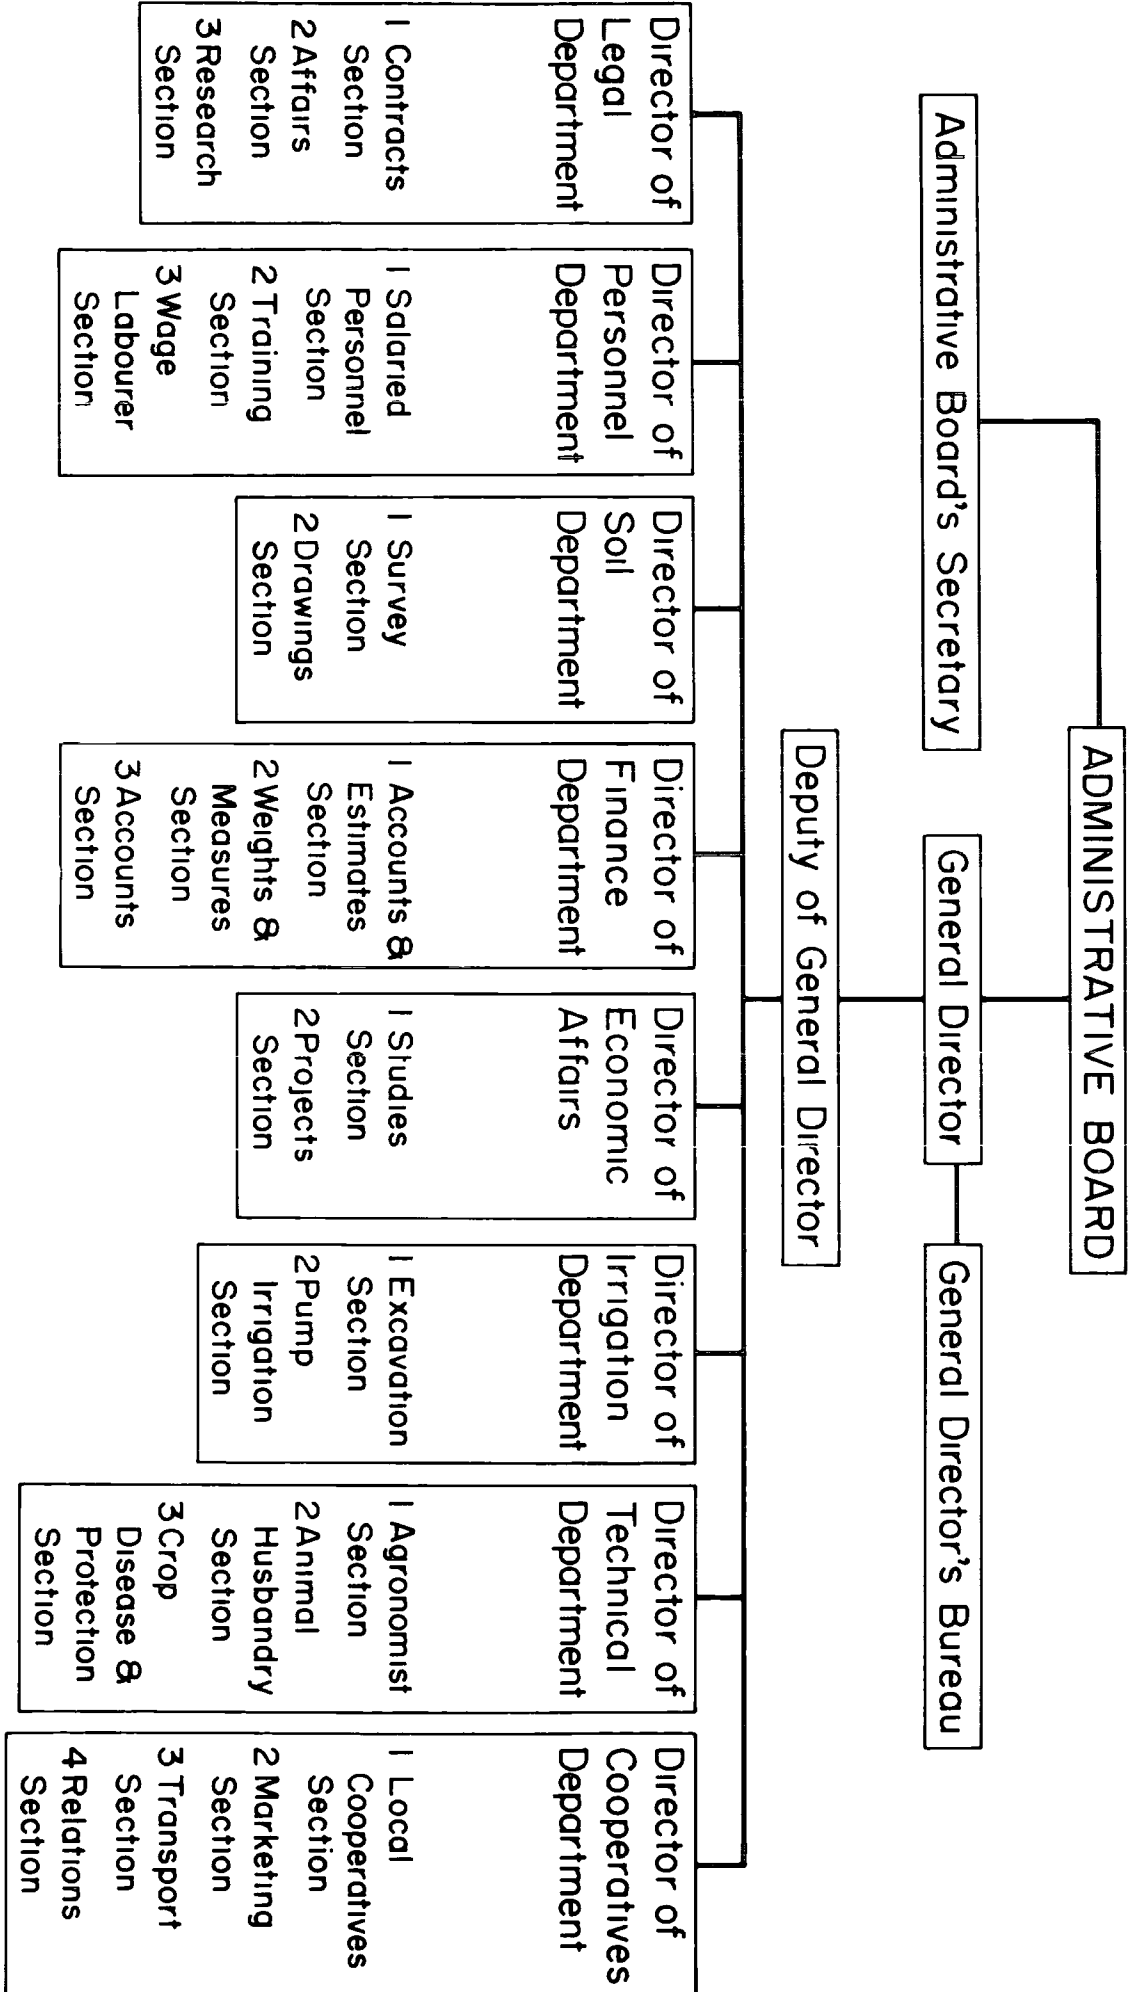 ADMINISTRATIVE BOARD
Administrative Board's Secretary
General Director
General Director's Bureau
Deputy of General Director
Director of
Legal
Department
1 Contracts
Section
2 Affairs
Section
3 Research
Section
Director of
Personnel
Department
1 Salaried
Personnel
Section
2 Training
Section
3 Wage
Labourer
Section
Director of
Soil
Department
1 Survey
Section
2 Drawings
Section
Director of
Finance
Department
1 Accounts &
Estimates
Section
2 Weights &
Measures
Section
3 Accounts
Section
Director of
Economic
Affairs
1 Studies
Section
2 Projects
Section
Director of
Irrigation
Department
1 Excavation
Section
2 Pump
Irrigation
Section
Director of
Technical
Department
1 Agronomist
Section
2 Animal
Husbandry
Section
3 Crop
Disease &
Protection
Section
Director of
Cooperatives
Department
1 Local
Cooperatives
Section
2 Marketing
Section
3 Transport
Section
4 Relations
Section